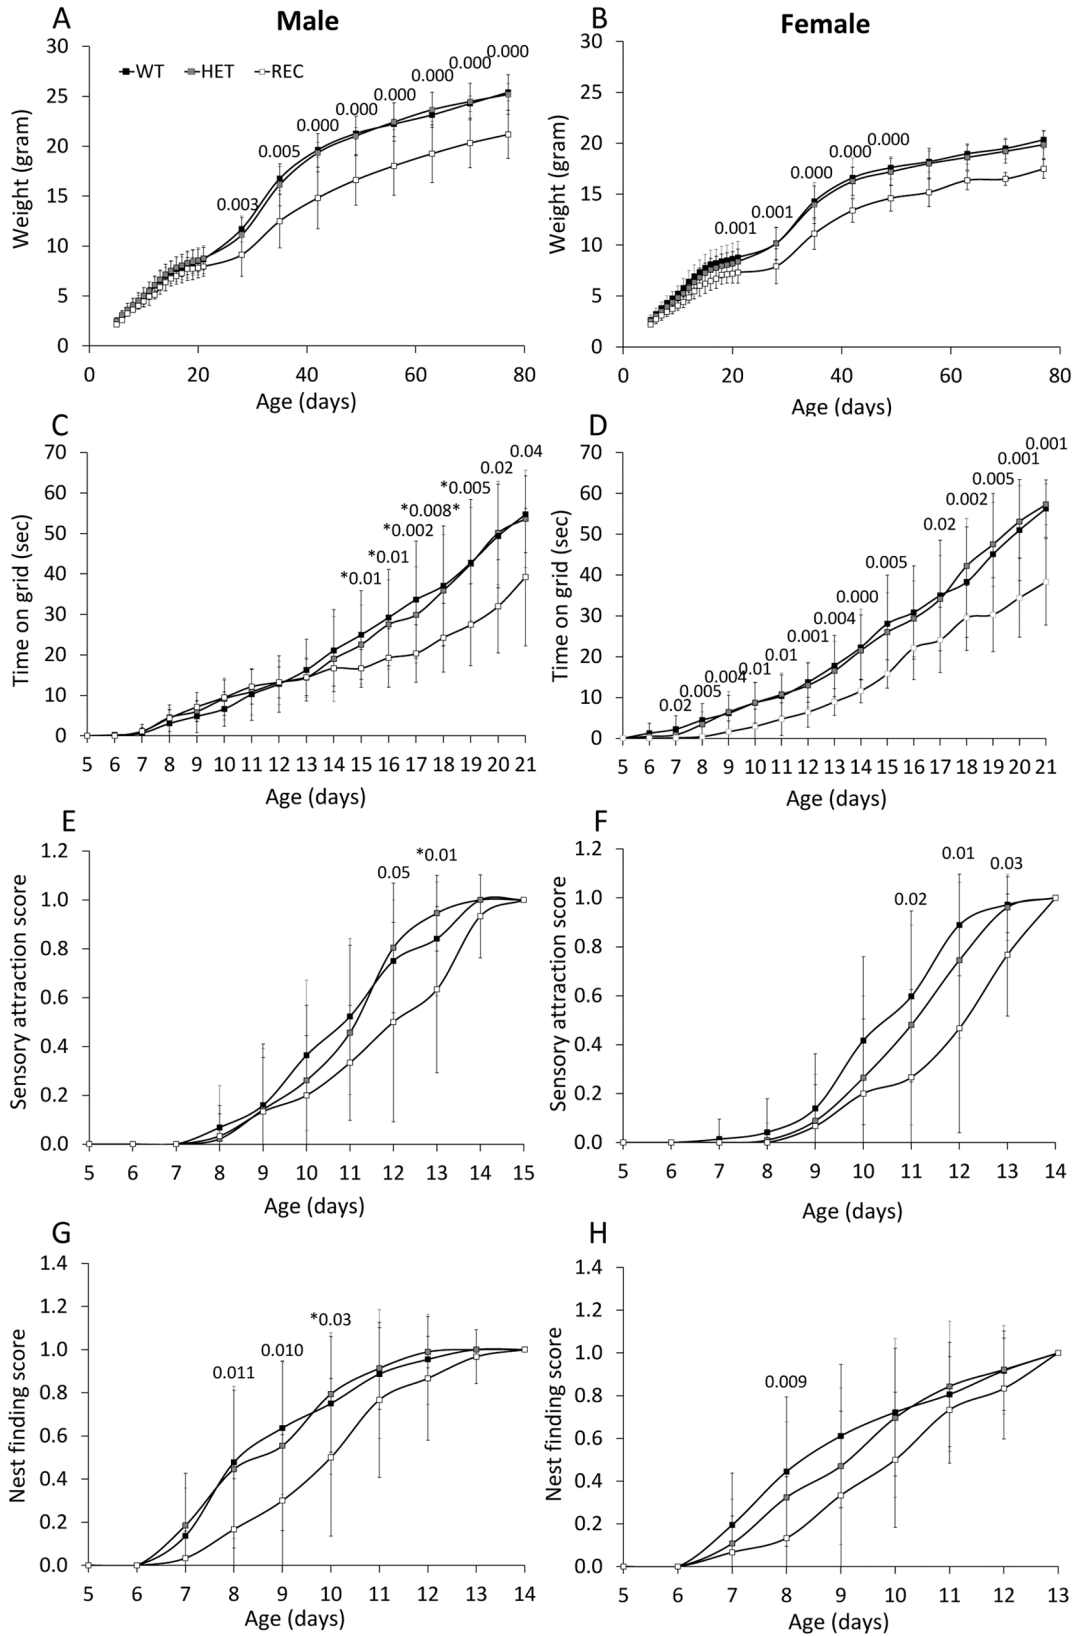 A
Male
30
25
20
15
10
5
0
Weight (gram)
WT HET REC
0.003
0.005
0.000
0.000
0.000
0.000
0.000
0.000
0 20 40 60 80
Age (days)
B
Female
30
25
20
15
10
5
0
Weight (gram)
0.001
0.001
0.000
0.000
0.000
0 20 40 60 80
Age (days)
C
70
60
50
40
30
20
10
0
Time on grid (sec)
*0.01
*0.01
*0.002
*0.008*
*0.005
0.02
0.04
5 6 7 8 9 10 11 12 13 14 15 16 17 18 19 20 21
Age (days)
D
70
60
50
40
30
20
10
0
Time on grid (sec)
0.02
0.005
0.004
0.01
0.01
0.001
0.004
0.000
0.005
0.02
0.002
0.005
0.001
0.001
5 6 7 8 9 10 11 12 13 14 15 16 17 18 19 20 21
Age (days)
E
1.2
1.0
0.8
0.6
0.4
0.2
0.0
Sensory attraction score
0.05
*0.01
5 6 7 8 9 10 11 12 13 14 15
Age (days)
F
1.2
1.0
0.8
0.6
0.4
0.2
0.0
Sensory attraction score
0.02
0.01
0.03
5 6 7 8 9 10 11 12 13 14
Age (days)
G
1.4
1.2
1.0
0.8
0.6
0.4
0.2
0.0
Nest finding score
0.011
0.010
*0.03
5 6 7 8 9 10 11 12 13 14
Age (days)
H
1.4
1.2
1.0
0.8
0.6
0.4
0.2
0.0
Nest finding score
0.009
5 6 7 8 9 10 11 12 13
Age (days)